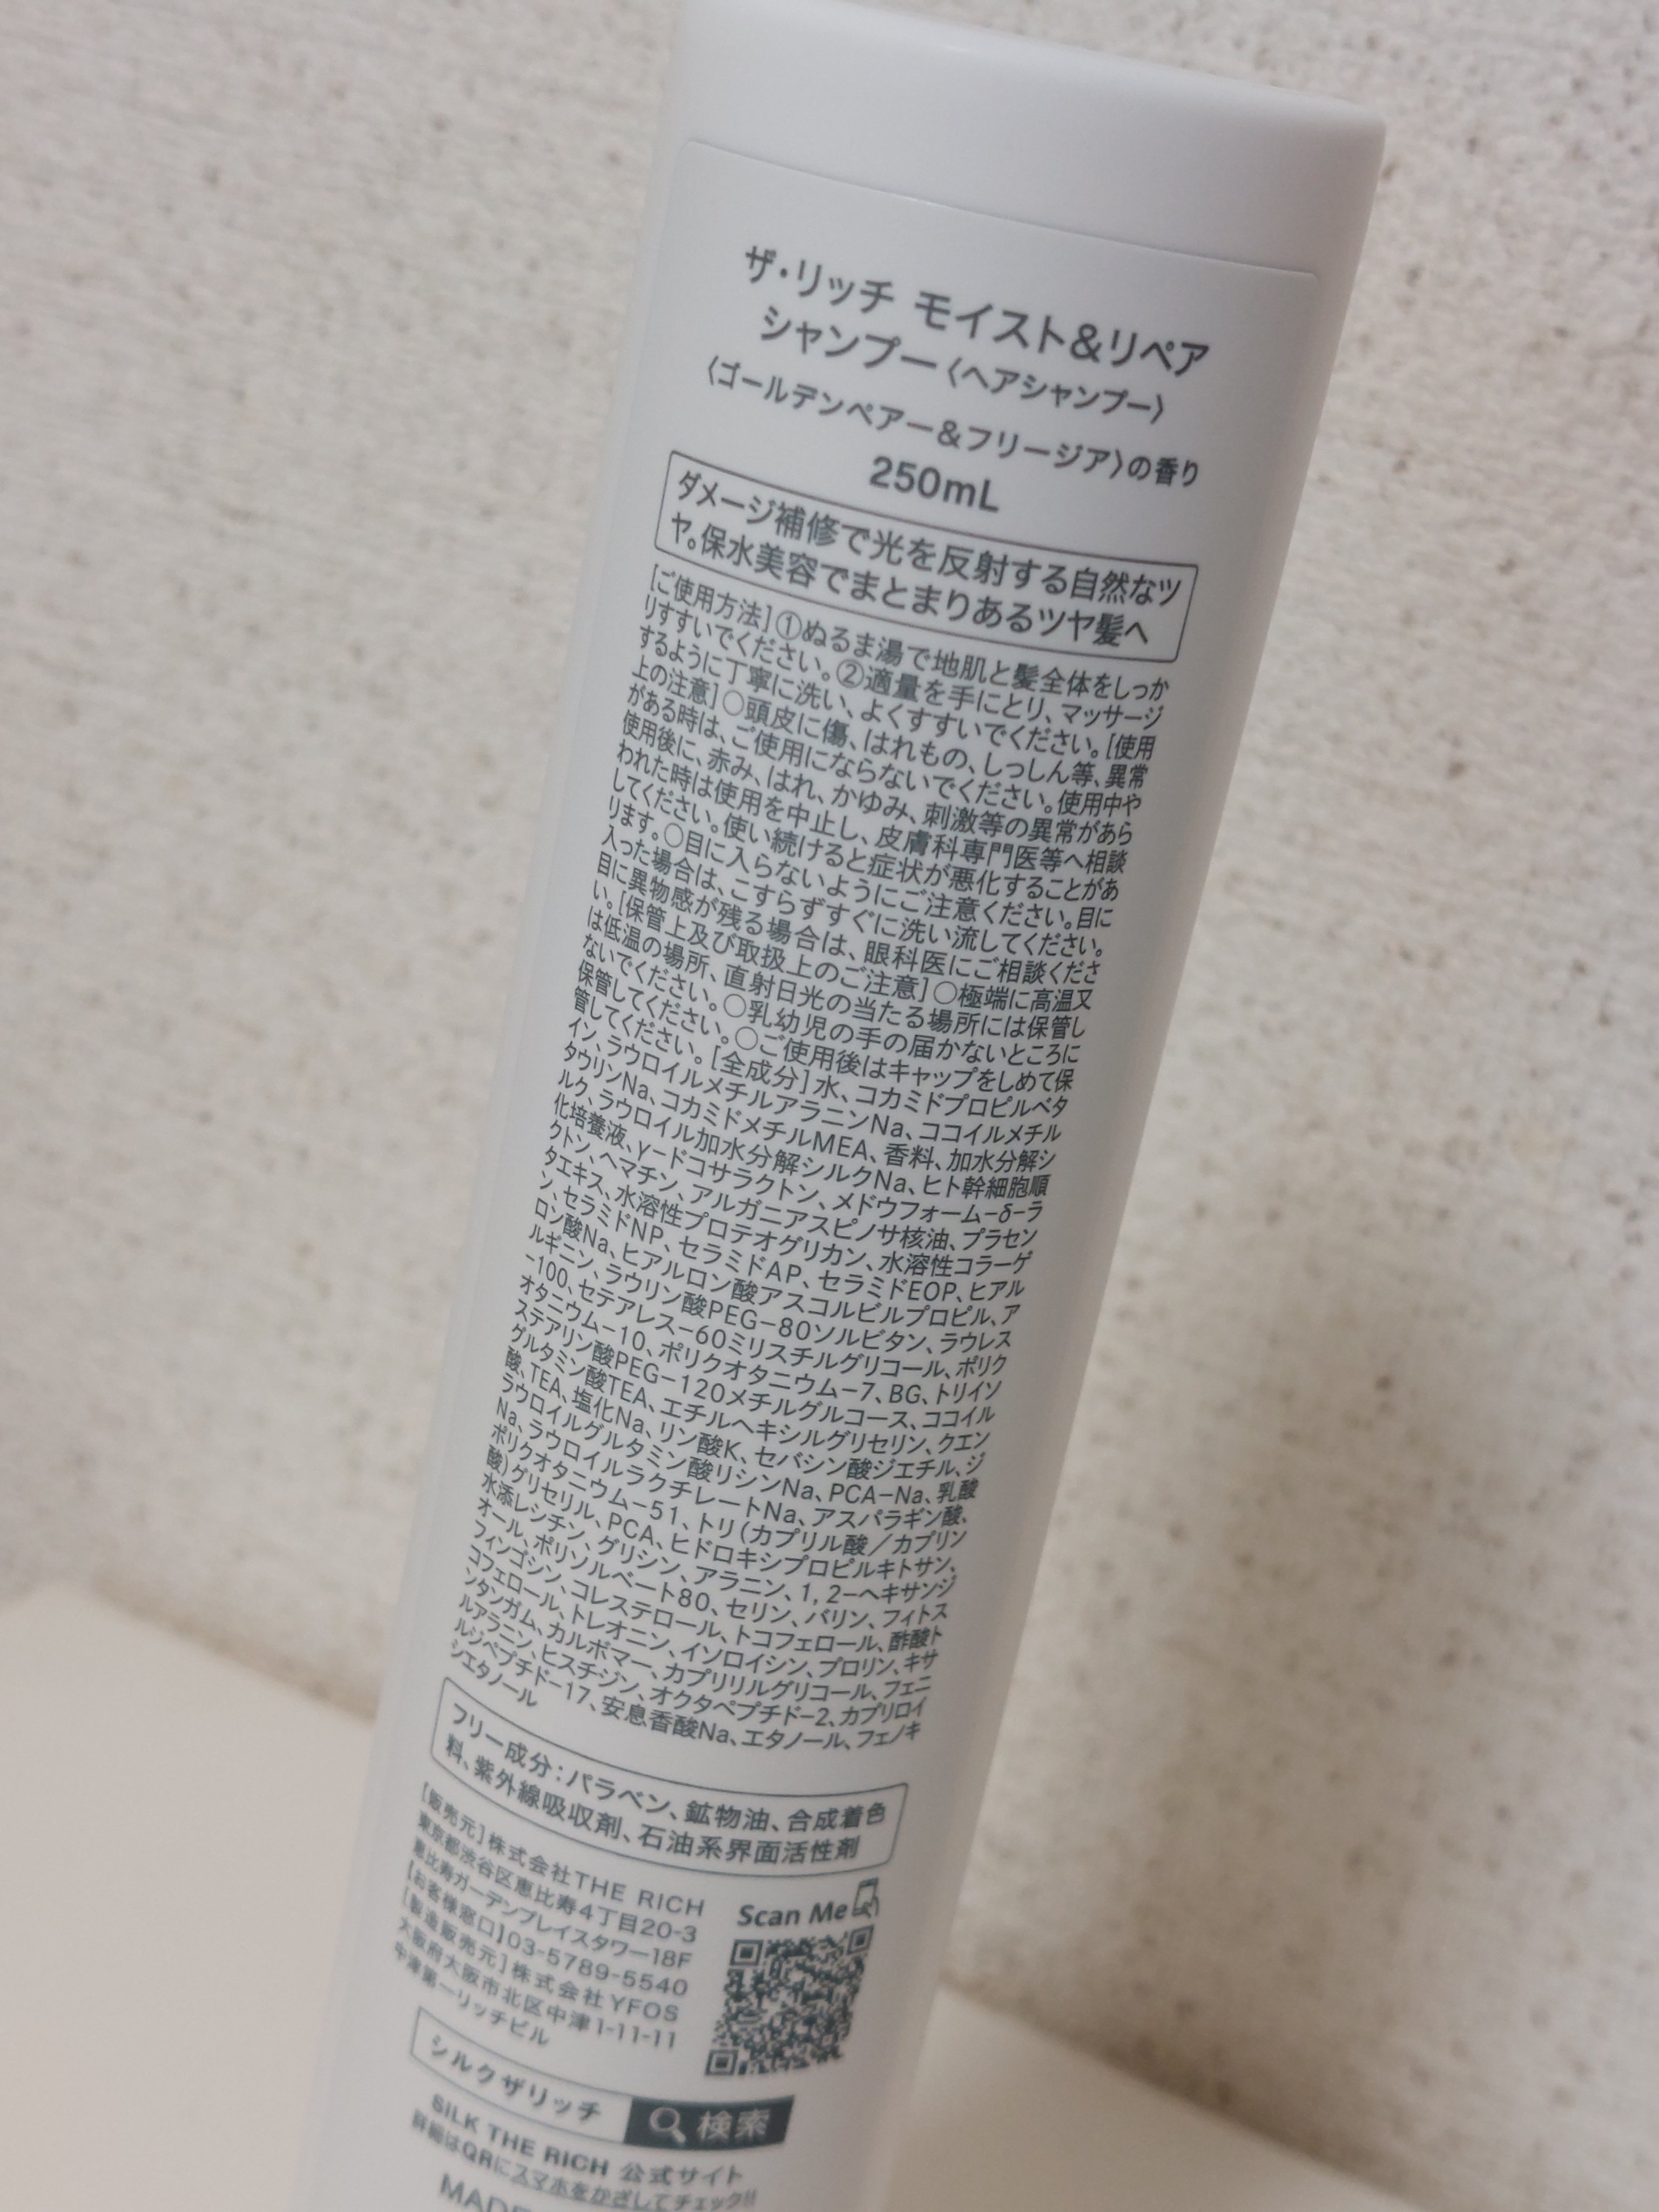 ザ・リッチ モイスト&リペア
シャンプー〈ヘアシャンプー〉
〈ゴールデンペアー&フリージア〉の香り
250mL
ダメージ補修で光を反射する自然なツ
ヤ。保水美容でまとまりあるツヤ髪へ
[ご使用方法]①ぬるま湯で地肌と髪全体をしっか
りすすいでください。②適量を手にとり、マッサージ
するように丁寧に洗い、よくすすいでください。[使用
上の注意]○頭皮に傷、はれもの、しっしん等、異常
がある時は、ご使用にならないでください。使用中や
使用後に、赤み、はれ、かゆみ、刺激等の異常があら
われた時は使用を中止し、皮膚科専門医等へ相談
してください。使い続けると症状が悪化することがあ
ります。○目に入らないようにご注意ください。目に
入った場合は、こすらずすぐに洗い流してください。
目に異物感が残る場合は、眼科医にご相談くださ
い。[保管上及び取扱上のご注意]○極端に高温又
は低温の場所、直射日光の当たる場所には保管し
ないでください。○乳幼児の手の届かないところに
保管してください。○ご使用後はキャップをしめて保
管してください。[全成分]水、コカミドプロピルベタ
イン、ラウロイルメチルアラニンNa、ココイルメチル
タウリンNa、コカミドメチルMEA、香料、加水分解シ
ルク、ラウロイル加水分解シルクNa、ヒト幹細胞順
化培養液、γ-ドコサラクトン、メドウフォーム-δ-ラ
クトン、ヘマチン、アルガニアスピノサ核油、プラセン
タエキス、水溶性プロテオグリカン、水溶性コラーゲ
ン、セラミドNP、セラミドAP、セラミドEOP、ヒアル
ロン酸Na、ヒアルロン酸アスコルビルプロピル、ア
ルギニン、ラウリン酸PEG-80ソルビタン、ラウレス
-100、セテアレス-60ミリスチルグリコール、ポリク
オタニウム-10、ポリクオタニウム-7、BG、トリイソ
ステアリン酸PEG-120メチルグルコース、ココイル
グルタミン酸TEA、エチルヘキシルグリセリン、クエン
酸、TEA、塩化Na、リン酸K、セバシン酸ジエチル、ジ
ラウロイルグルタミン酸リシンNa、PCA-Na、乳酸
Na、ラウロイルラクチレートNa、アスパラギン酸、
ポリクオタニウム-51、トリ(カプリル酸/カプリン
酸)グリセリル、PCA、ヒドロキシプロピルキトサン、
水添レシチン、グリシン、アラニン、1,2-ヘキサンジ
オール、ポリソルベート80、セリン、バリン、フィトス
フィンゴシン、コレステロール、トコフェロール、酢酸ト
コフェロール、トレオニン、イソロイシン、プロリン、キサ
ンタンガム、カルボマー、カプリリルグリコール、フェニ
ルアラニン、ヒスチジン、オクタペプチド-2、カプロイ
ルジペプチド-17、安息香酸Na、エタノール、フェノキ
シエタノール
フリー成分:パラベン、鉱物油、合成着色
料、紫外線吸収剤、石油系界面活性剤
[販売元]株式会社THE RICH
東京都渋谷区恵比寿4丁目20-3
恵比寿ガーデンプレイスタワー18F
[お客様窓口]03-5789-5540
[製造販売元]株式会社YFOS
大阪府大阪市北区中津1-11-11
中津第一リッチビル
Scan Me
シルクザリッチ 検索
SILK THE RICH 公式サイト
詳細はQRにスマホをかざしてチェック!!
MADE